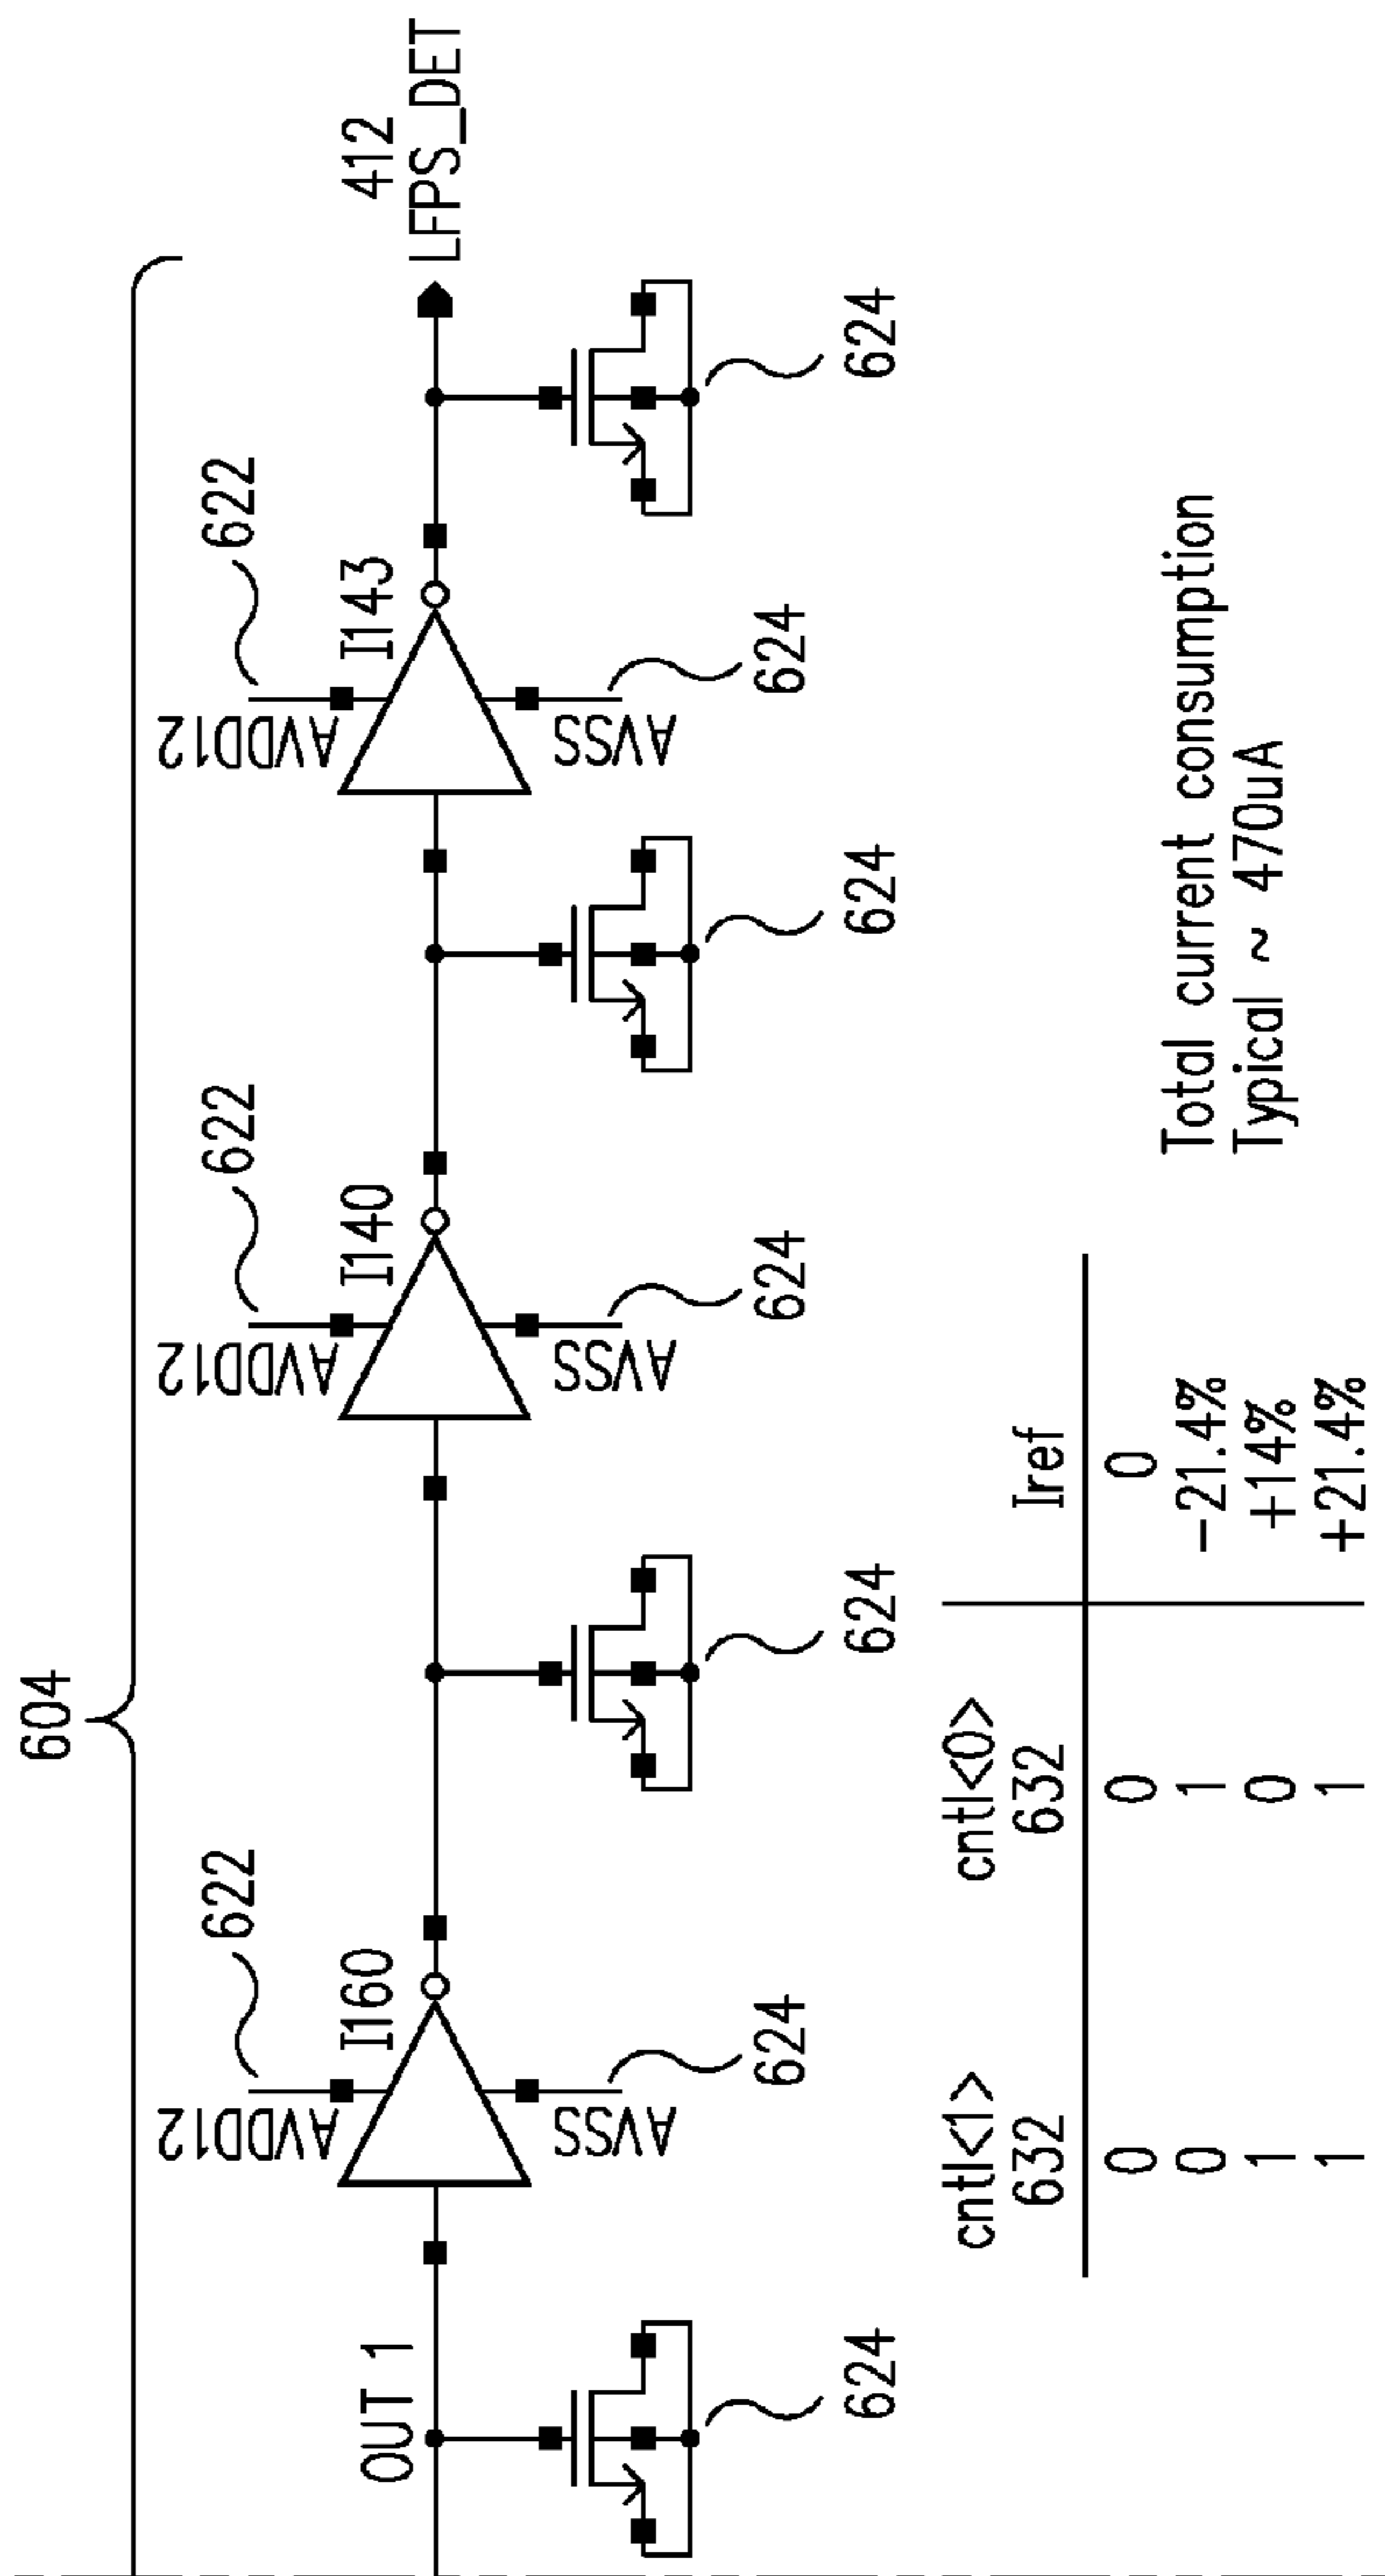 604
622
622
622
AVDD12
I160
AVDD12
I140
AVDD12
I143
412
OUT 1
LFPS_DET
AVSS
AVSS
AVSS
624
624
624
624
624
624
624
cntl<1>
cntl<0>
632
632
Iref
0 0 0
0 1 -21.4%
1 0 +14%
1 1 +21.4%
Total current consumption
Typical ~ 470uA